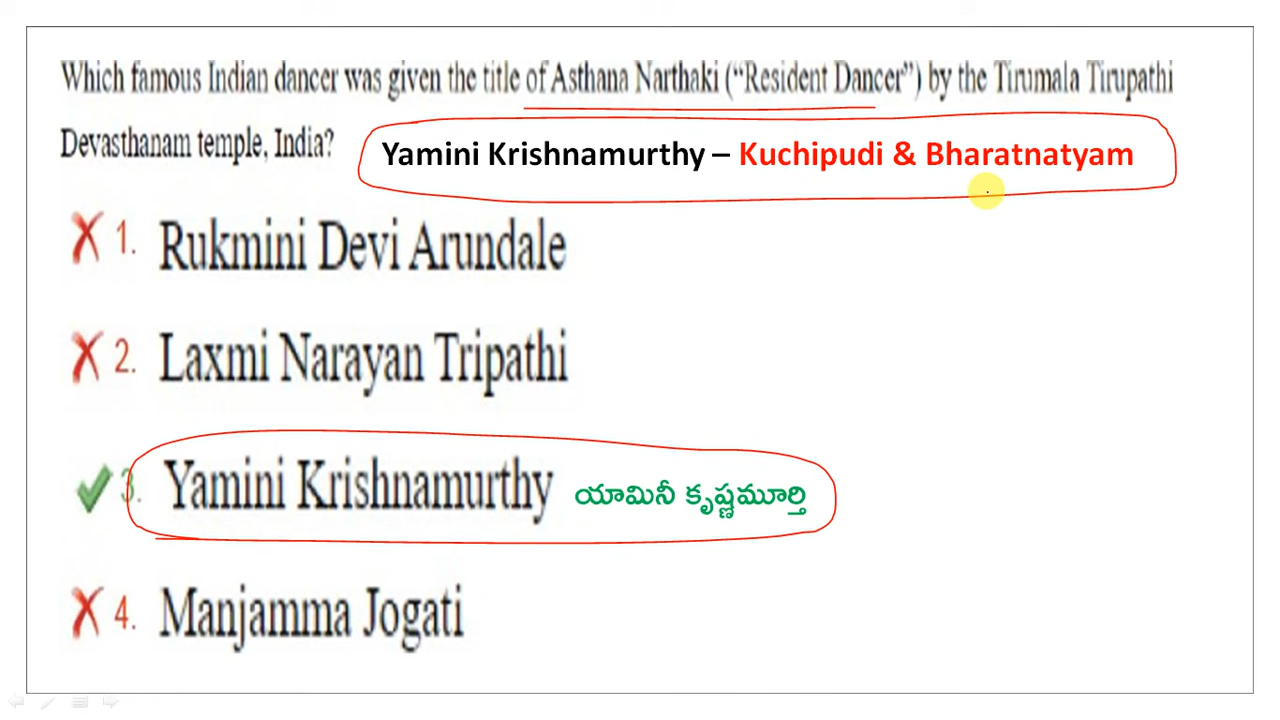 Which famous Indian dancer was given the title of Asthana Narthaki (“Resident Dancer”) by the Tirumala Tirupathi
Devasthanam temple, India?
Yamini Krishnamurthy – Kuchipudi & Bharatnatyam
1. Rukmini Devi Arundale
2. Laxmi Narayan Tripathi
3. Yamini Krishnamurthy యామినీ కృష్ణమూర్తి
4. Manjamma Jogati